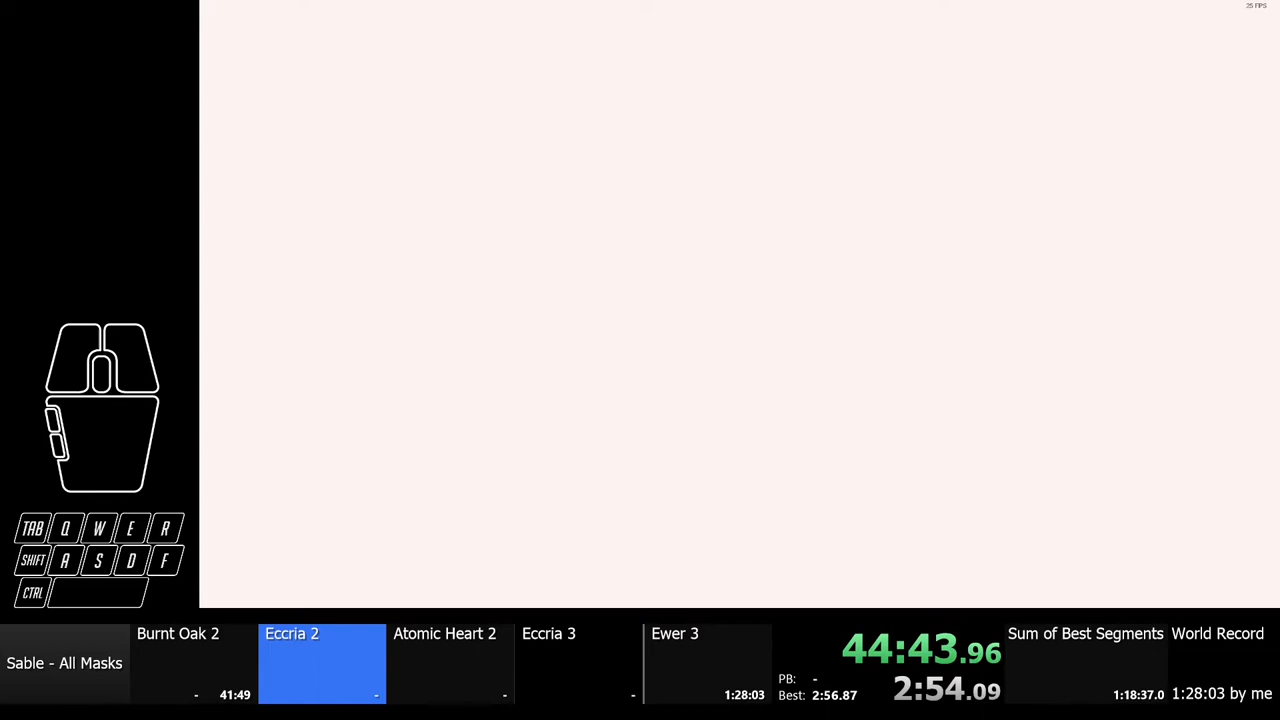 25 FPS
TAB Q W E R
SHIFT A S D F
CTRL
Sable - All Masks
Burnt Oak 2
- 41:49
Eccria 2
-
Atomic Heart 2
-
Eccria 3
-
Ewer 3
1:28:03
44:43.96
PB: -
Best: 2:56.87
2:54.09
Sum of Best Segments
1:18:37.0
World Record
1:28:03 by me